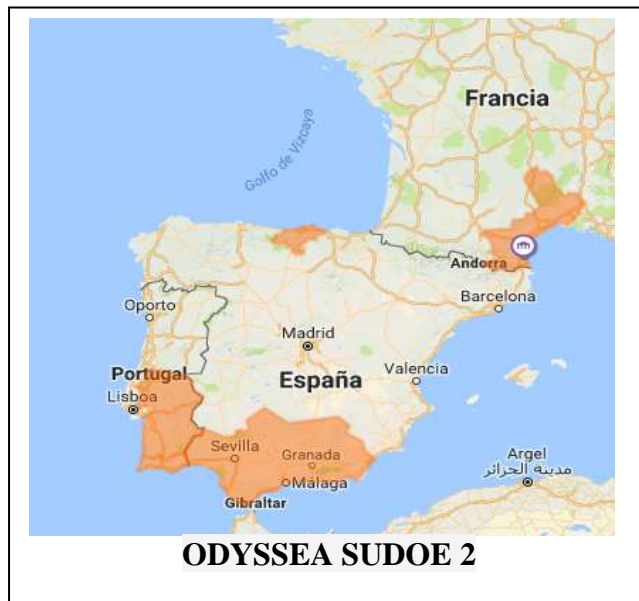 Francia
Golfo de Vizcaya
Andorra
Barcelona
Oporto
Madrid
Portugal
España
Valencia
Lisboa
Sevilla
Granada
Málaga
Gibraltar
Argel
مدينة الجزائر
ODYSSEA SUDOE 2